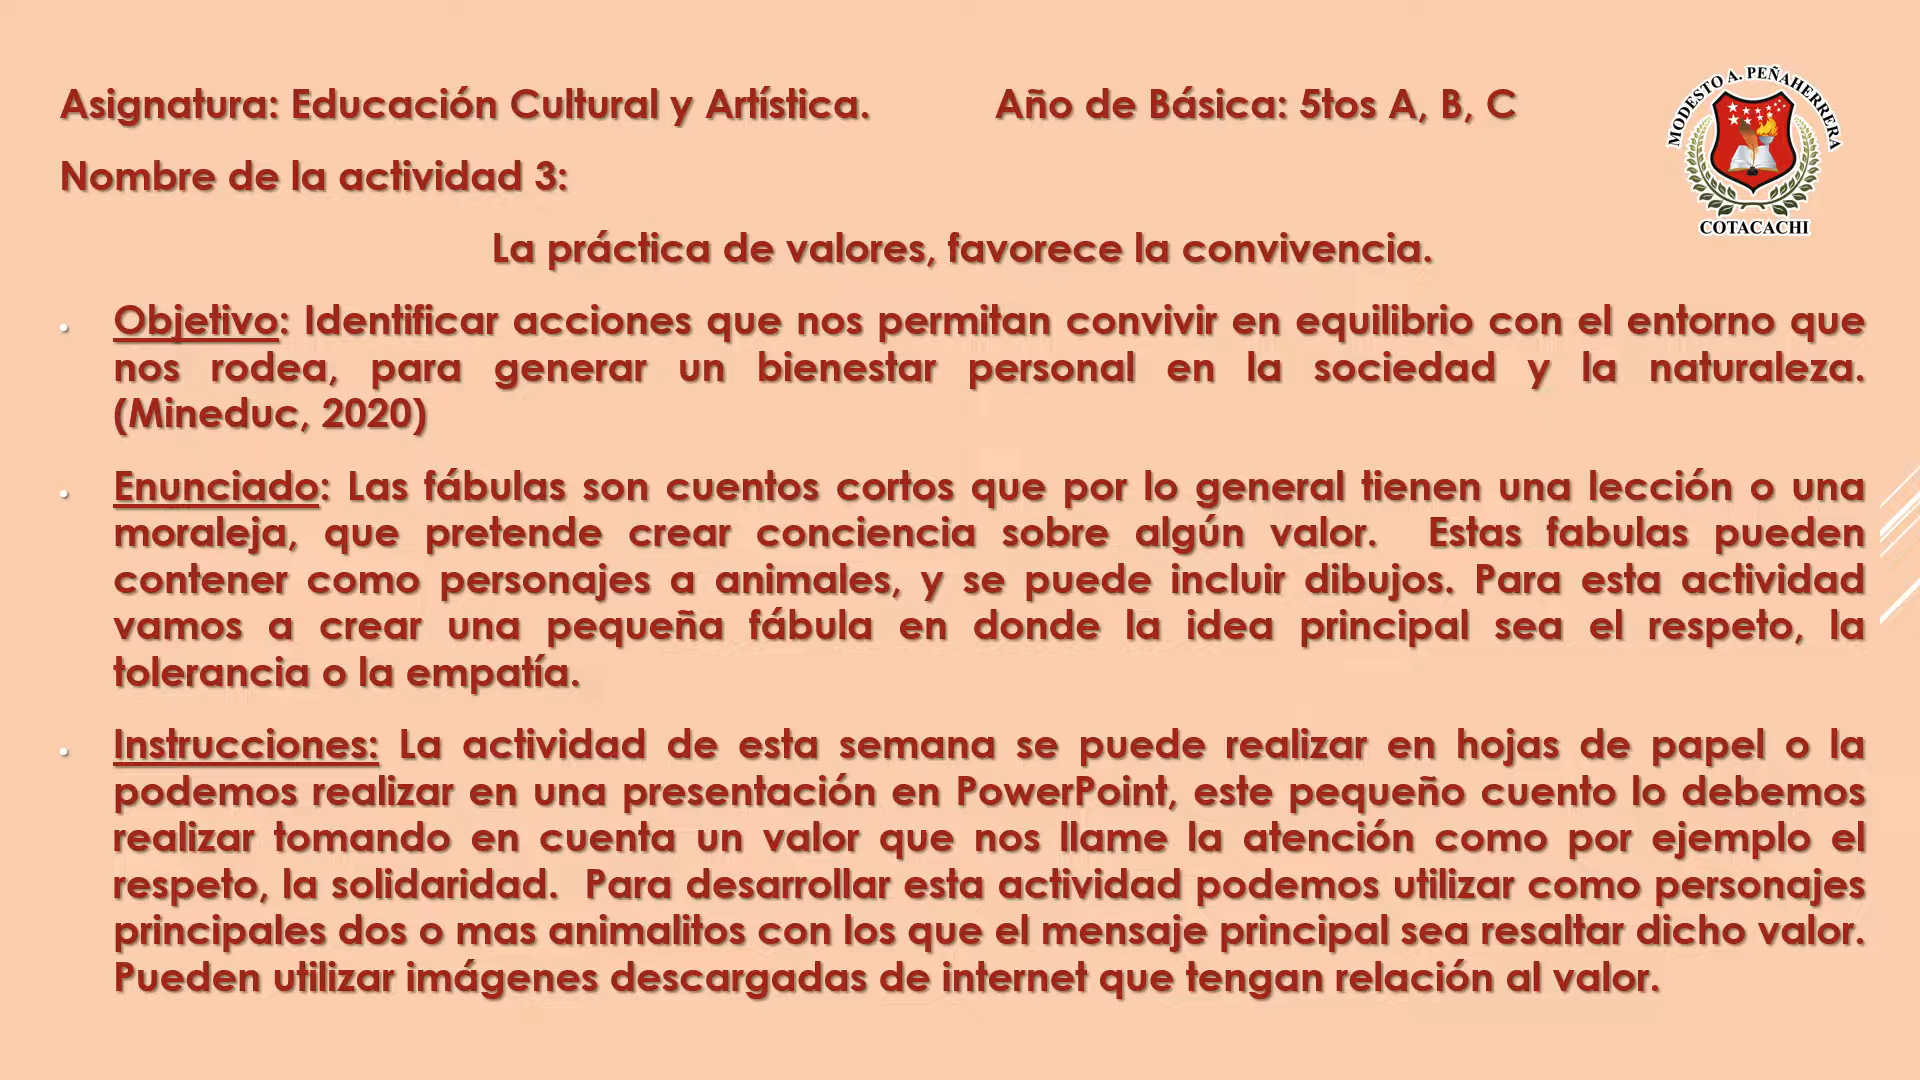 MODESTO A. PEÑAHERRERA
COTACACHI
Asignatura: Educación Cultural y Artística. Año de Básica: 5tos A, B, C
Nombre de la actividad 3:
La práctica de valores, favorece la convivencia.
Objetivo: Identificar acciones que nos permitan convivir en equilibrio con el entorno que
nos rodea, para generar un bienestar personal en la sociedad y la naturaleza.
(Mineduc, 2020)
Enunciado: Las fábulas son cuentos cortos que por lo general tienen una lección o una
moraleja, que pretende crear conciencia sobre algún valor. Estas fabulas pueden
contener como personajes a animales, y se puede incluir dibujos. Para esta actividad
vamos a crear una pequeña fábula en donde la idea principal sea el respeto, la
tolerancia o la empatía.
Instrucciones: La actividad de esta semana se puede realizar en hojas de papel o la
podemos realizar en una presentación en PowerPoint, este pequeño cuento lo debemos
realizar tomando en cuenta un valor que nos llame la atención como por ejemplo el
respeto, la solidaridad. Para desarrollar esta actividad podemos utilizar como personajes
principales dos o mas animalitos con los que el mensaje principal sea resaltar dicho valor.
Pueden utilizar imágenes descargadas de internet que tengan relación al valor.